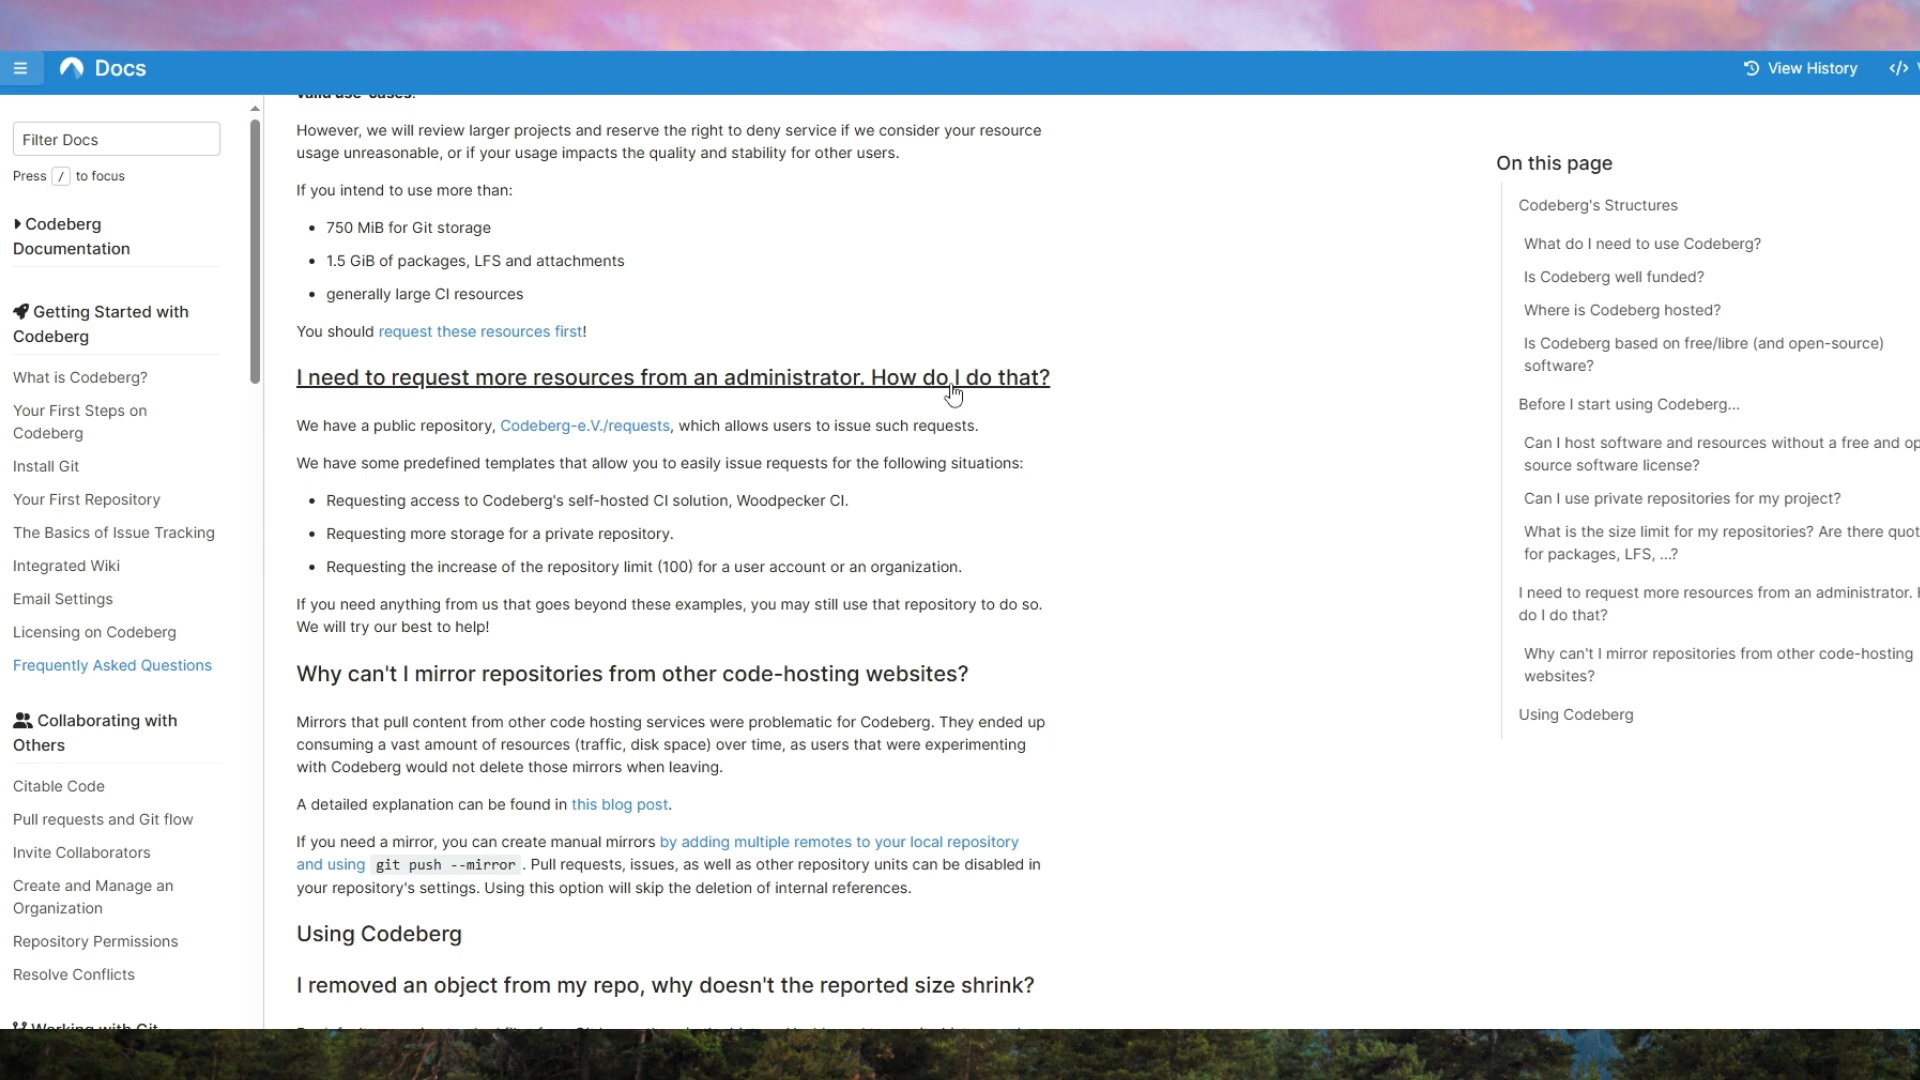 Docs
View History
Filter Docs
Press / to focus
Codeberg
Documentation
Getting Started with
Codeberg
What is Codeberg?
Your First Steps on
Codeberg
Install Git
Your First Repository
The Basics of Issue Tracking
Integrated Wiki
Email Settings
Licensing on Codeberg
Frequently Asked Questions
Collaborating with
Others
Citable Code
Pull requests and Git flow
Invite Collaborators
Create and Manage an
Organization
Repository Permissions
Resolve Conflicts
Working with Git
valid use-cases.
However, we will review larger projects and reserve the right to deny service if we consider your resource
usage unreasonable, or if your usage impacts the quality and stability for other users.
If you intend to use more than:
• 750 MiB for Git storage
• 1.5 GiB of packages, LFS and attachments
• generally large CI resources
You should request these resources first!
I need to request more resources from an administrator. How do I do that?
We have a public repository, Codeberg-e.V./requests, which allows users to issue such requests.
We have some predefined templates that allow you to easily issue requests for the following situations:
• Requesting access to Codeberg's self-hosted CI solution, Woodpecker CI.
• Requesting more storage for a private repository.
• Requesting the increase of the repository limit (100) for a user account or an organization.
If you need anything from us that goes beyond these examples, you may still use that repository to do so.
We will try our best to help!
Why can't I mirror repositories from other code-hosting websites?
Mirrors that pull content from other code hosting services were problematic for Codeberg. They ended up
consuming a vast amount of resources (traffic, disk space) over time, as users that were experimenting
with Codeberg would not delete those mirrors when leaving.
A detailed explanation can be found in this blog post.
If you need a mirror, you can create manual mirrors by adding multiple remotes to your local repository
and using git push --mirror . Pull requests, issues, as well as other repository units can be disabled in
your repository's settings. Using this option will skip the deletion of internal references.
Using Codeberg
I removed an object from my repo, why doesn't the reported size shrink?
On this page
Codeberg's Structures
What do I need to use Codeberg?
Is Codeberg well funded?
Where is Codeberg hosted?
Is Codeberg based on free/libre (and open-source)
software?
Before I start using Codeberg...
Can I host software and resources without a free and op
source software license?
Can I use private repositories for my project?
What is the size limit for my repositories? Are there quot
for packages, LFS, ...?
I need to request more resources from an administrator.
do I do that?
Why can't I mirror repositories from other code-hosting
websites?
Using Codeberg